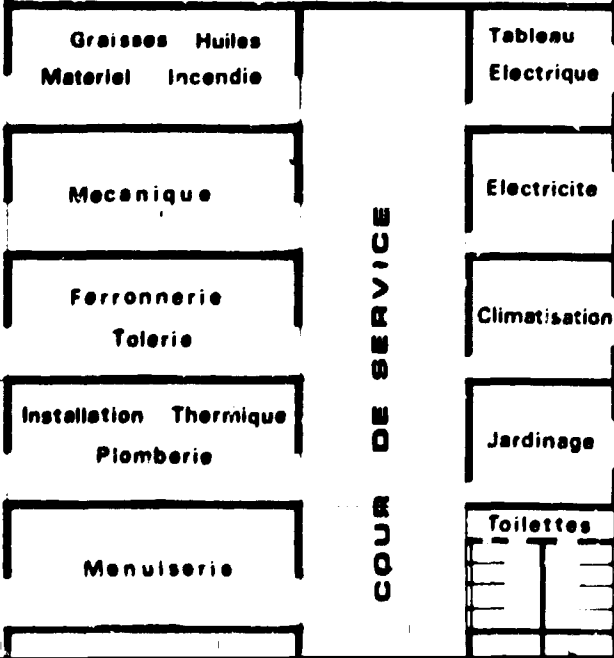 Graisses Huiles
Materiel Incendie
Mecanique
Ferronnerie
Tolerie
Installation Thermique
Plomberie
Menuiserie
COUR DE SERVICE
Tableau
Electrique
Electricite
Climatisation
Jardinage
Toilettes